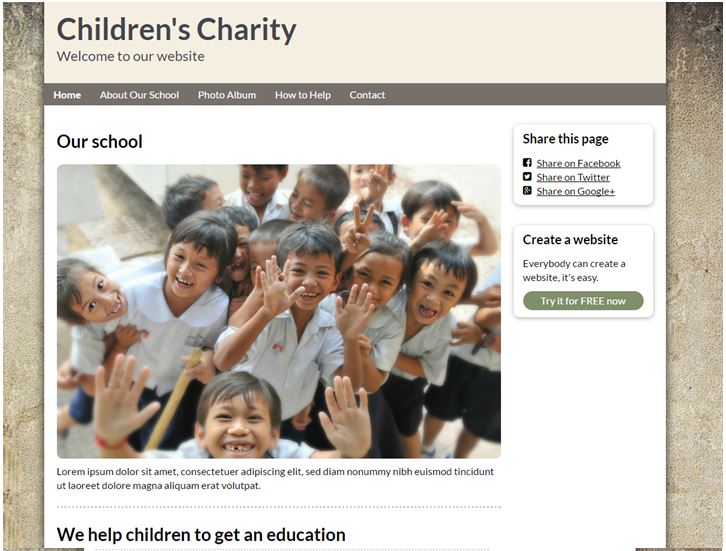 Children's Charity
Welcome to our website
Home About Our School Photo Album How to Help Contact
Our school
Lorem ipsum dolor sit amet, consectetuer adipiscing elit, sed diam nonummy nibh euismod tincidunt
ut laoreet dolore magna aliquam erat volutpat.
We help children to get an education
Share this page
Share on Facebook
Share on Twitter
Share on Google+
Create a website
Everybody can create a
website, it's easy.
Try it for FREE now